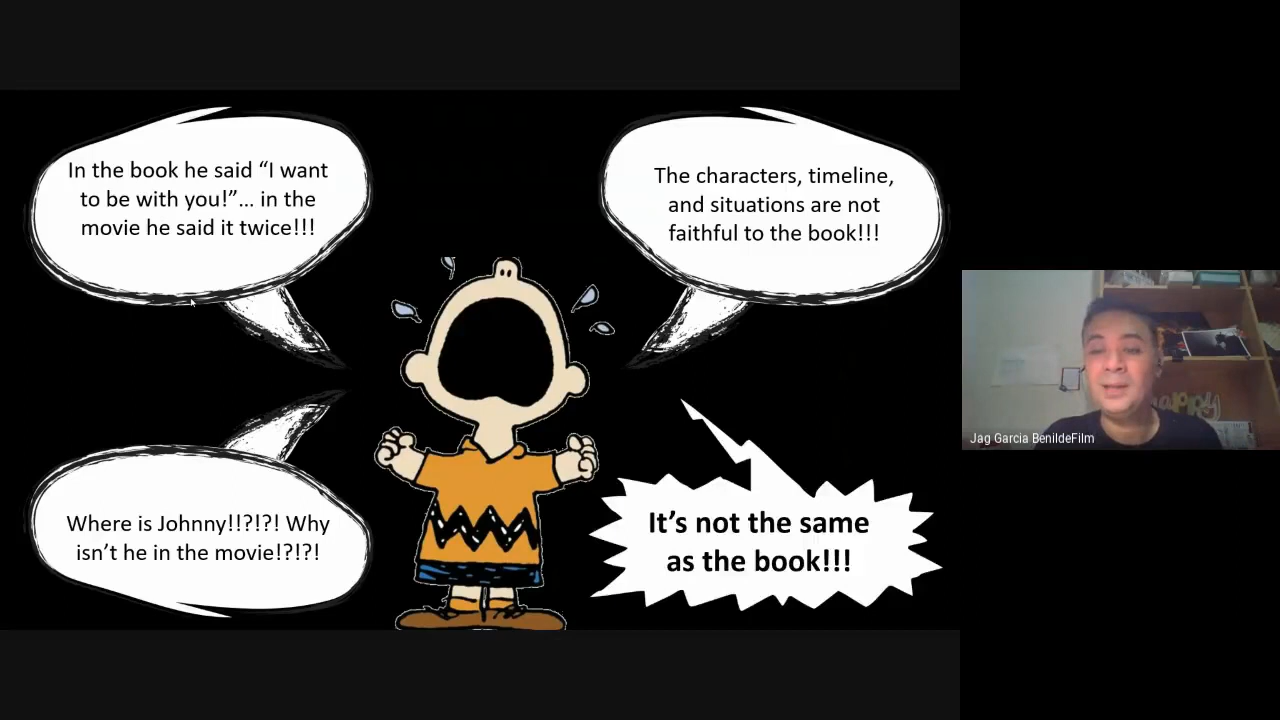 In the book he said “I want
to be with you!”... in the
movie he said it twice!!!
The characters, timeline,
and situations are not
faithful to the book!!!
Where is Johnny!!?!?! Why
isn’t he in the movie!?!?!
It’s not the same
as the book!!!
Jag Garcia BenildeFilm
happy